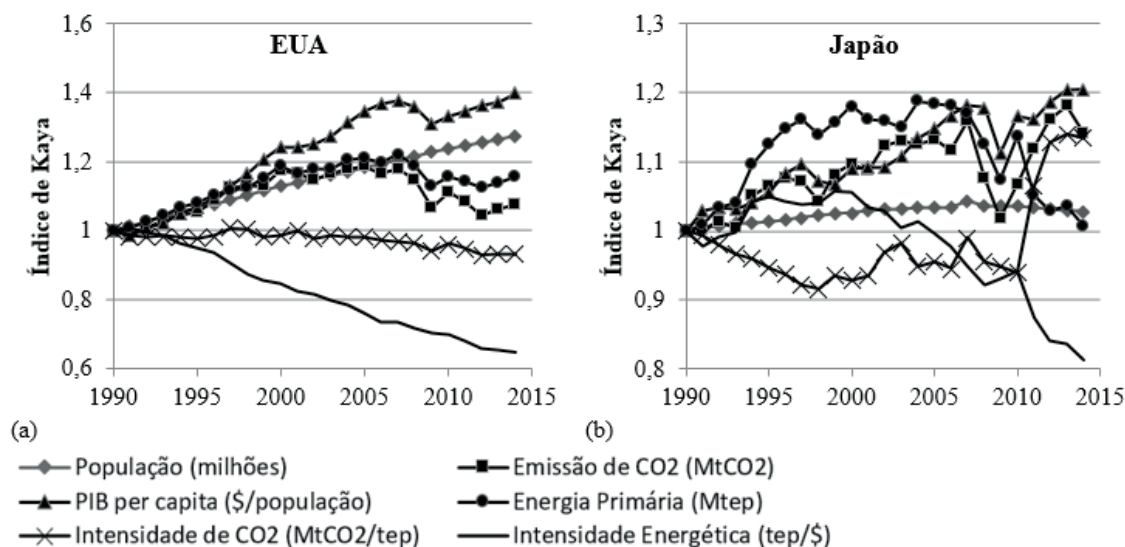 EUA
Índice de Kaya
1,6
1,4
1,2
1
0,8
0,6
1990 1995 2000 2005 2010 2015
(a)
Japão
Índice de Kaya
1,3
1,2
1,1
1
0,9
0,8
1990 1995 2000 2005 2010 2015
(b)
População (milhões)
Emissão de CO2 (MtCO2)
PIB per capita ($/população)
Energia Primária (Mtep)
Intensidade de CO2 (MtCO2/tep)
Intensidade Energética (tep/$)